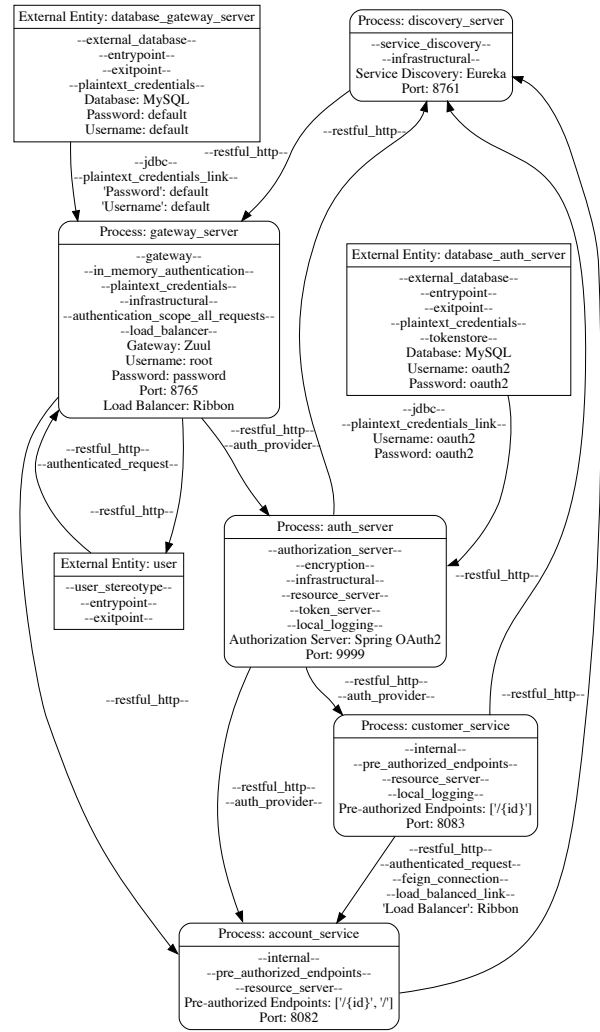 External Entity: database_gateway_server
--external_database--
--entrypoint--
--exitpoint--
--plaintext_credentials--
Database: MySQL
Password: default
Username: default
Process: discovery_server
--service_discovery--
--infrastructural--
Service Discovery: Eureka
Port: 8761
--jdbc--
--plaintext_credentials_link--
'Password': default
'Username': default
--restful_http--
--restful_http--
Process: gateway_server
--gateway--
--in_memory_authentication--
--plaintext_credentials--
--infrastructural--
--authentication_scope_all_requests--
--load_balancer--
Gateway: Zuul
Username: root
Password: password
Port: 8765
Load Balancer: Ribbon
External Entity: database_auth_server
--external_database--
--entrypoint--
--exitpoint--
--plaintext_credentials--
--tokenstore--
Database: MySQL
Username: oauth2
Password: oauth2
--restful_http--
--authenticated_request--
--restful_http--
--restful_http--
--auth_provider--
--jdbc--
--plaintext_credentials_link--
Username: oauth2
Password: oauth2
External Entity: user
--user_stereotype--
--entrypoint--
--exitpoint--
Process: auth_server
--authorization_server--
--encryption--
--infrastructural--
--resource_server--
--token_server--
--local_logging--
Authorization Server: Spring OAuth2
Port: 9999
--restful_http--
--restful_http--
--restful_http--
--auth_provider--
--restful_http--
Process: customer_service
--internal--
--pre_authorized_endpoints--
--resource_server--
--local_logging--
Pre-authorized Endpoints: ['/{id}']
Port: 8083
--restful_http--
--auth_provider--
--restful_http--
--authenticated_request--
--feign_connection--
--load_balanced_link--
'Load Balancer': Ribbon
Process: account_service
--internal--
--pre_authorized_endpoints--
--resource_server--
Pre-authorized Endpoints: ['/{id}', '/']
Port: 8082